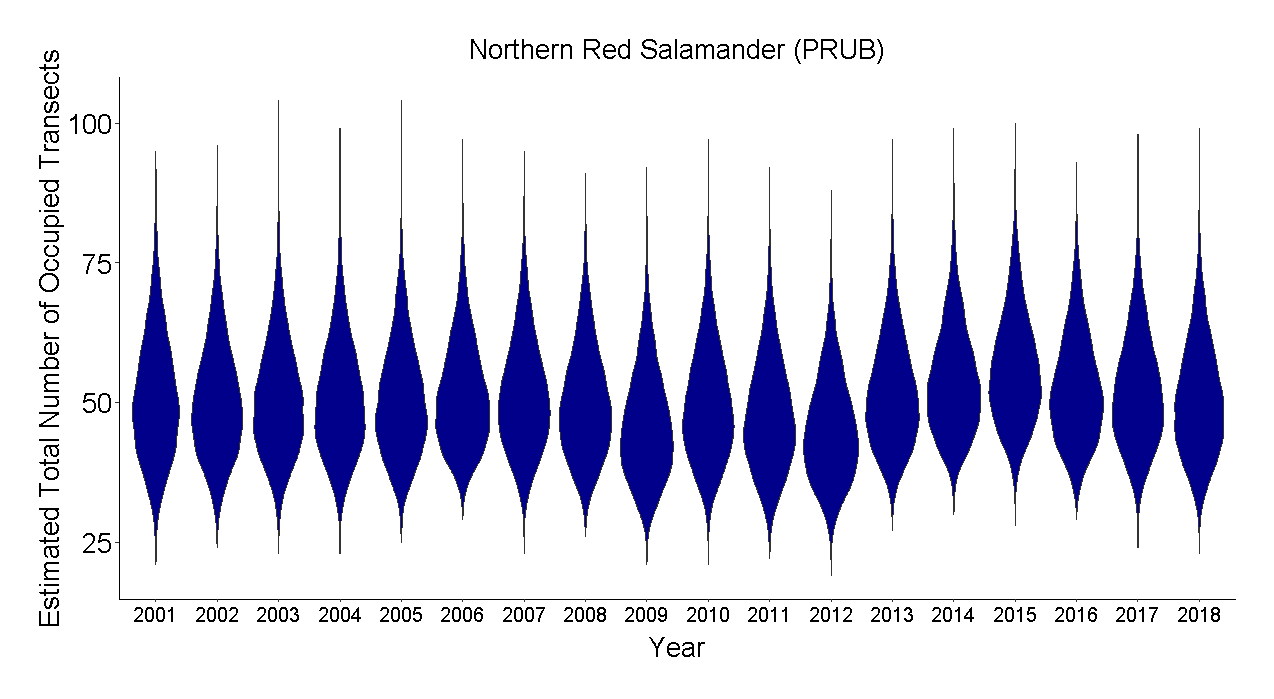 Northern Red Salamander (PRUB)
Estimated Total Number of Occupied Transects
100
75
50
25
2001 2002 2003 2004 2005 2006 2007 2008 2009 2010 2011 2012 2013 2014 2015 2016 2017 2018
Year